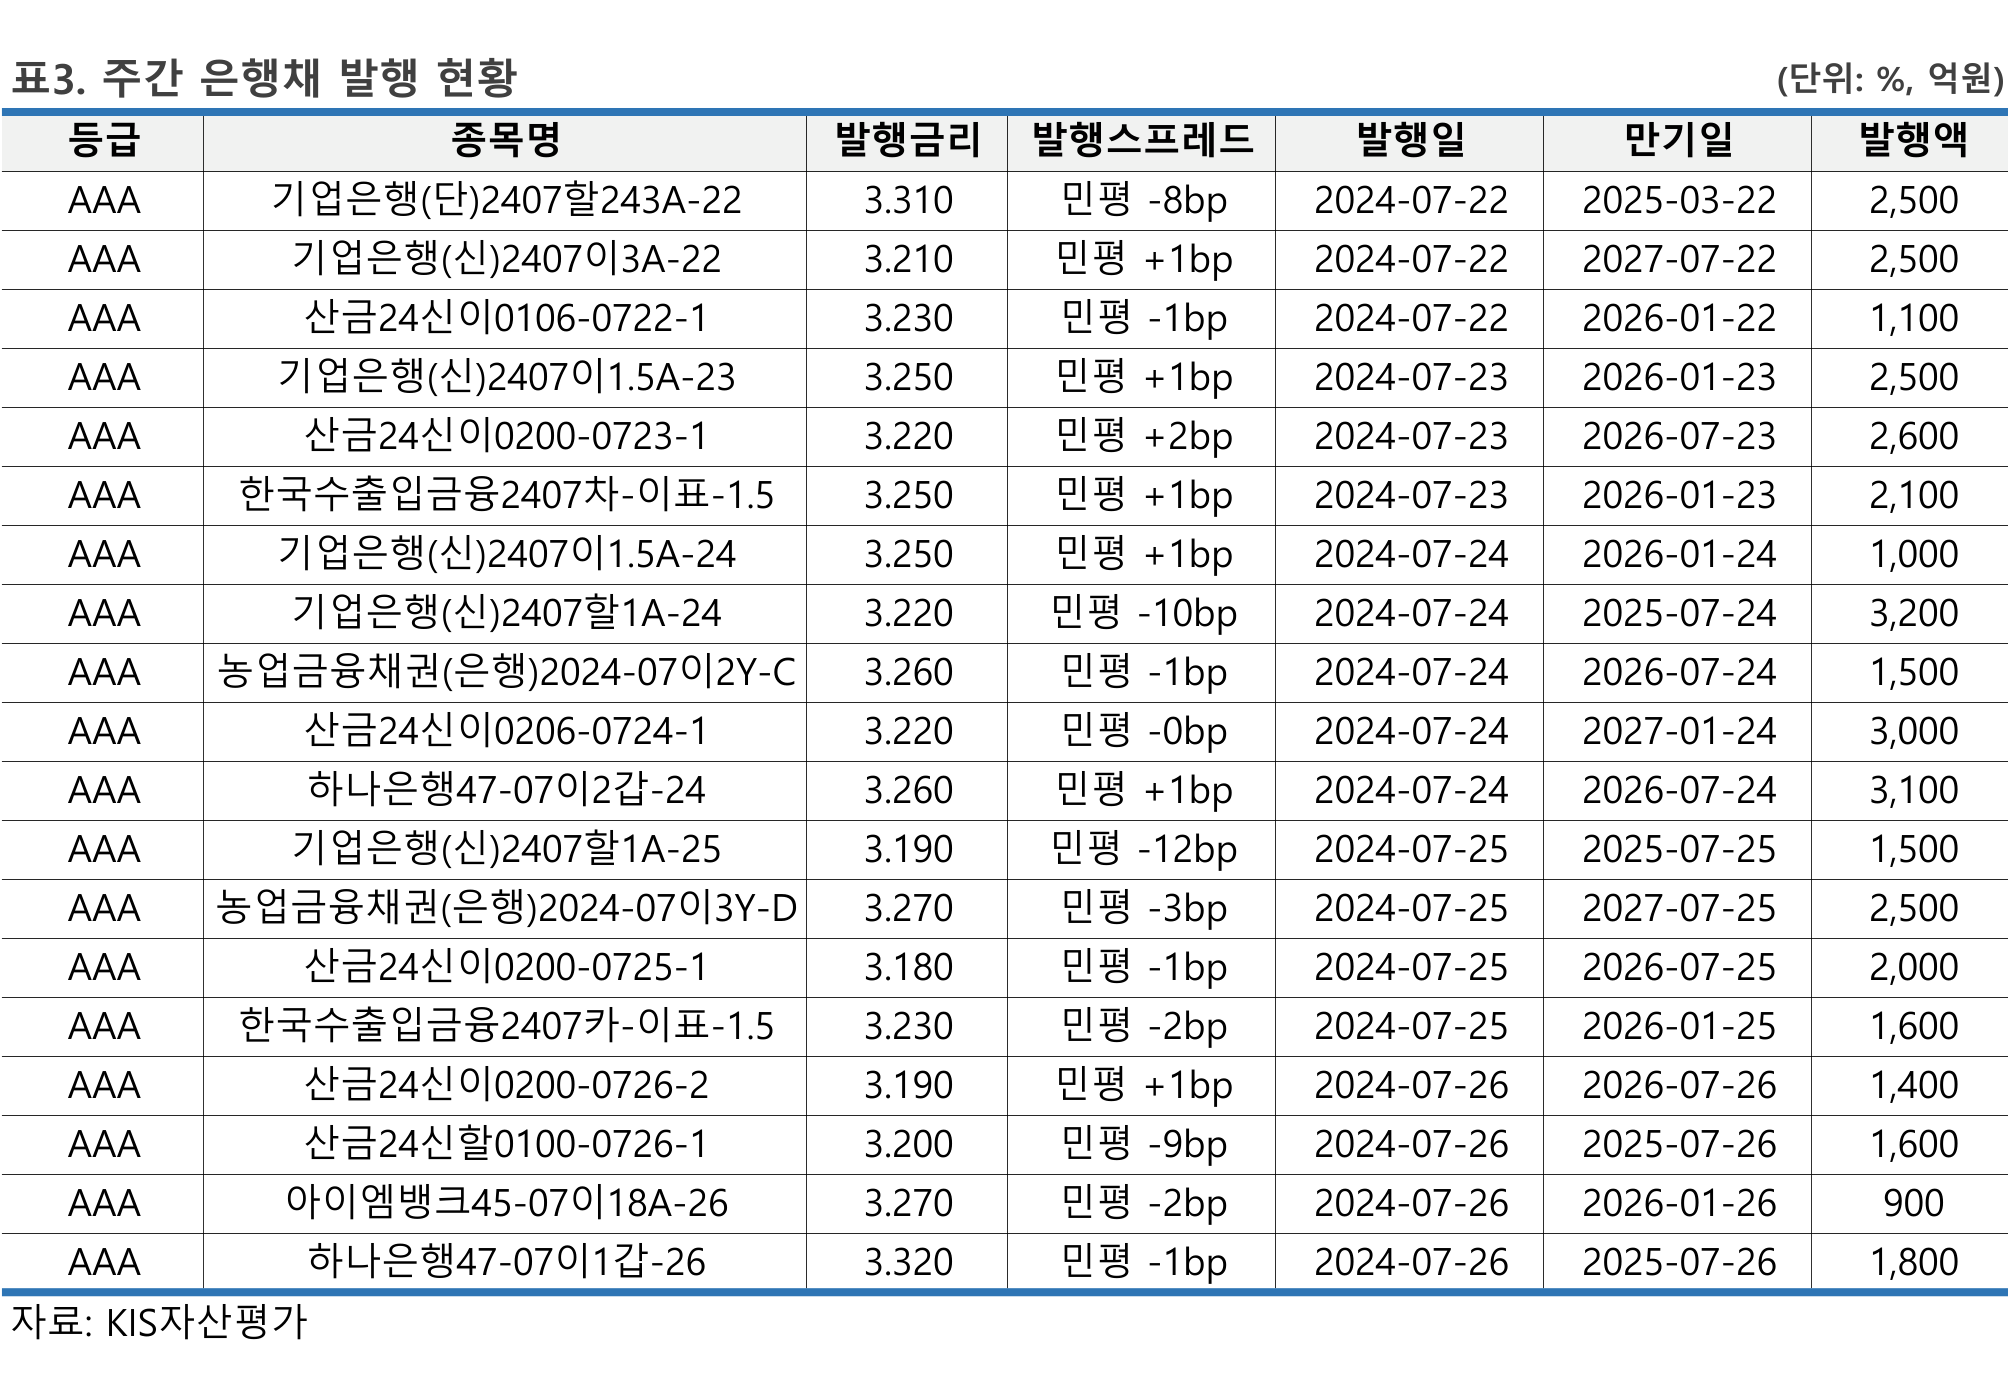 표3. 주간 은행채 발행 현황 (단위: %, 억원)
등급 종목명 발행금리 발행스프레드 발행일 만기일 발행액
AAA 기업은행(단)2407할243A-22 3.310 민평 -8bp 2024-07-22 2025-03-22 2,500
AAA 기업은행(신)2407이3A-22 3.210 민평 +1bp 2024-07-22 2027-07-22 2,500
AAA 산금24신이0106-0722-1 3.230 민평 -1bp 2024-07-22 2026-01-22 1,100
AAA 기업은행(신)2407이1.5A-23 3.250 민평 +1bp 2024-07-23 2026-01-23 2,500
AAA 산금24신이0200-0723-1 3.220 민평 +2bp 2024-07-23 2026-07-23 2,600
AAA 한국수출입금융2407차-이표-1.5 3.250 민평 +1bp 2024-07-23 2026-01-23 2,100
AAA 기업은행(신)2407이1.5A-24 3.250 민평 +1bp 2024-07-24 2026-01-24 1,000
AAA 기업은행(신)2407할1A-24 3.220 민평 -10bp 2024-07-24 2025-07-24 3,200
AAA 농업금융채권(은행)2024-07이2Y-C 3.260 민평 -1bp 2024-07-24 2026-07-24 1,500
AAA 산금24신이0206-0724-1 3.220 민평 -0bp 2024-07-24 2027-01-24 3,000
AAA 하나은행47-07이2갑-24 3.260 민평 +1bp 2024-07-24 2026-07-24 3,100
AAA 기업은행(신)2407할1A-25 3.190 민평 -12bp 2024-07-25 2025-07-25 1,500
AAA 농업금융채권(은행)2024-07이3Y-D 3.270 민평 -3bp 2024-07-25 2027-07-25 2,500
AAA 산금24신이0200-0725-1 3.180 민평 -1bp 2024-07-25 2026-07-25 2,000
AAA 한국수출입금융2407카-이표-1.5 3.230 민평 -2bp 2024-07-25 2026-01-25 1,600
AAA 산금24신이0200-0726-2 3.190 민평 +1bp 2024-07-26 2026-07-26 1,400
AAA 산금24신할0100-0726-1 3.200 민평 -9bp 2024-07-26 2025-07-26 1,600
AAA 아이엠뱅크45-07이18A-26 3.270 민평 -2bp 2024-07-26 2026-01-26 900
AAA 하나은행47-07이1갑-26 3.320 민평 -1bp 2024-07-26 2025-07-26 1,800
자료: KIS자산평가